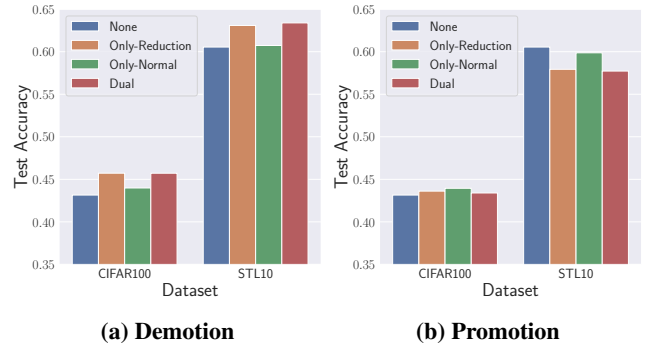 None
Only-Reduction
Only-Normal
Dual
0.65
0.60
0.55
0.50
0.45
0.40
0.35
Test Accuracy
CIFAR100
STL10
Dataset
(a) Demotion
None
Only-Reduction
Only-Normal
Dual
0.65
0.60
0.55
0.50
0.45
0.40
0.35
Test Accuracy
CIFAR100
STL10
Dataset
(b) Promotion